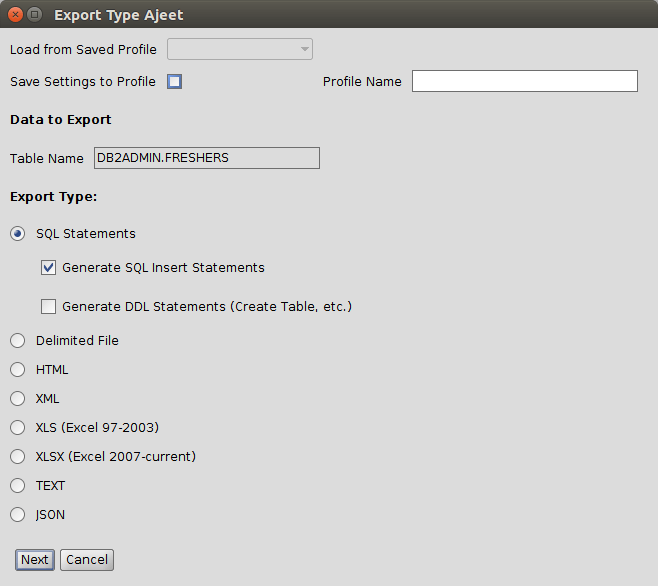 Export Type Ajeet
Load from Saved Profile
Save Settings to Profile Profile Name
Data to Export
Table Name DB2ADMIN.FRESHERS
Export Type:
SQL Statements
Generate SQL Insert Statements
Generate DDL Statements (Create Table, etc.)
Delimited File
HTML
XML
XLS (Excel 97-2003)
XLSX (Excel 2007-current)
TEXT
JSON
Next Cancel